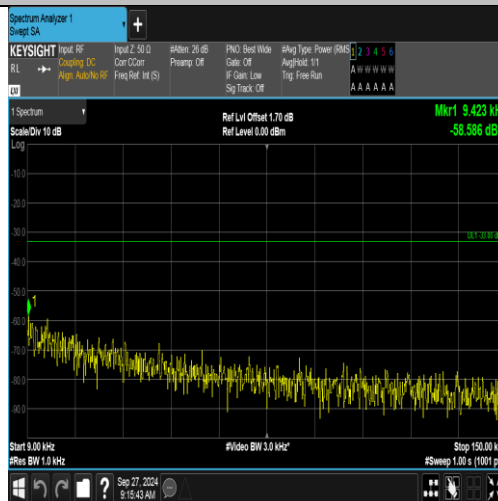 Spectrum Analyzer 1
Swept SA
+
KEYSIGHT
RL
Input: RF
Coupling: DC
Align: Auto/No RF
Input Z: 50 Ω
Corr CCorr
Freq Ref: Int (S)
#Atten: 26 dB
Preamp: Off
PNO: Best Wide
Gate: Off
IF Gain: Low
Sig Track: Off
#Avg Type: Power (RMS
Avg|Hold: 1/1
Trig: Free Run
1 2 3 4 5 6
A W W W W W
A A A A A A
1 Spectrum
Scale/Div 10 dB
Log
Ref Lvl Offset 1.70 dB
Ref Level 0.00 dBm
Mkr1 9.423 k
-58.586 dB
-10.0
-20.0
-30.0
-40.0
-50.0
-60.0
-70.0
-80.0
-90.0
1
Start 9.00 kHz
#Res BW 1.0 kHz
#Video BW 3.0 kHz*
Stop 150.00 k
#Sweep 1.00 s (1001 p
?
Sep 27, 2024
9:15:43 AM